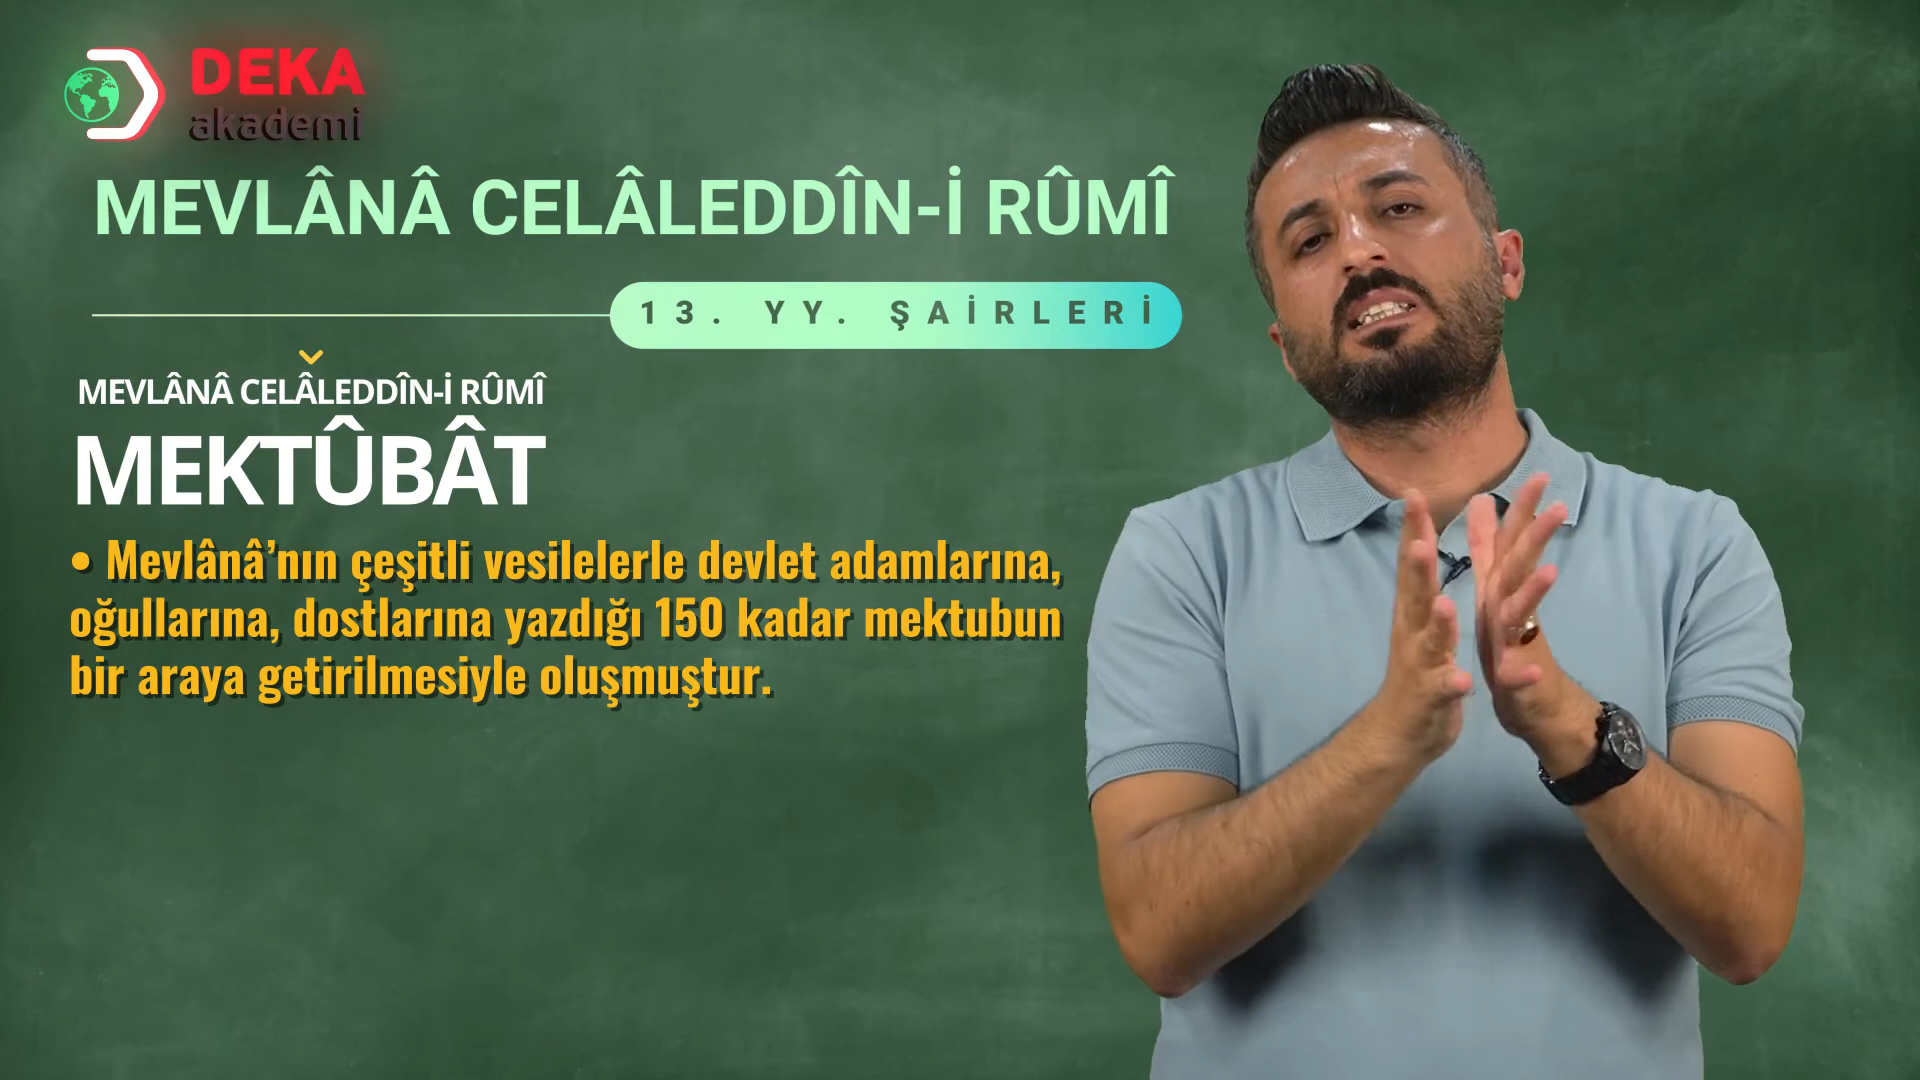 DEKA
akademi
MEVLÂNÂ CELÂLEDDÎN-İ RÛMÎ
13. YY. ŞAİRLERİ
MEVLÂNÂ CELÂLEDDÎN-İ RÛMÎ
MEKTÛBÂT
• Mevlânâ’nın çeşitli vesilelerle devlet adamlarına,
oğullarına, dostlarına yazdığı 150 kadar mektubun
bir araya getirilmesiyle oluşmuştur.